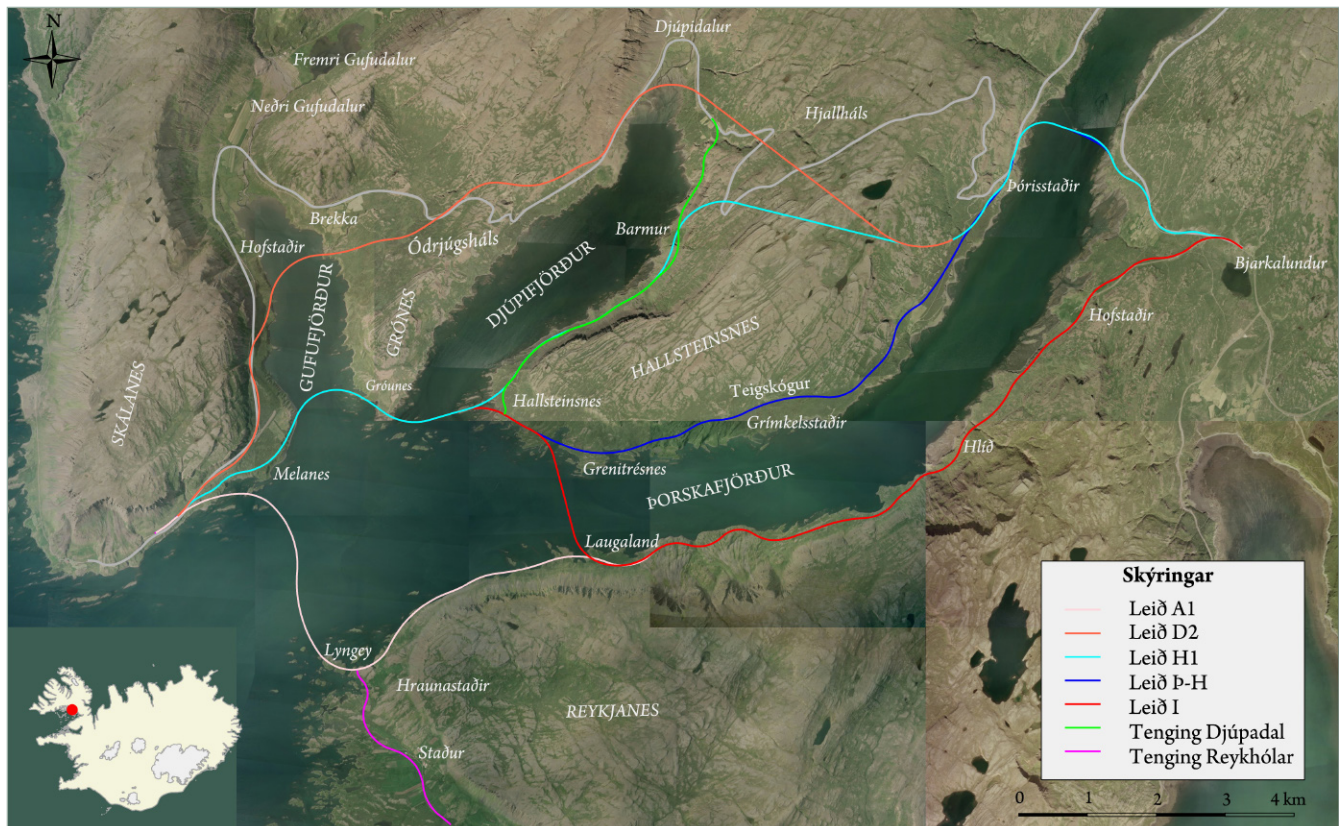 N
Djúpidalur
Fremri Gufudalur
Neðri Gufudalur
Hjallháls
Þórisstaðir
Brekka
Barmur
Hofstaðir
Ódrjúgsháls
Bjarkalundur
DJÚPIFJÖRÐUR
GUFUFJÖRÐUR
GRÓNES
Hofstaðir
HALLSTEINSNES
SKÁLANES
Gróunes
Hallsteinsnes
Teigskógur
Grímkelsstaðir
Melanes
Grenitrésnes
Hlíð
ÞORSKAFJÖRÐUR
Laugaland
Lyngey
Hraunastaðir
REYKJANES
Staður
Skýringar
Leið A1
Leið D2
Leið H1
Leið Þ-H
Leið I
Tenging Djúpadal
Tenging Reykhólar
0 1 2 3 4 km